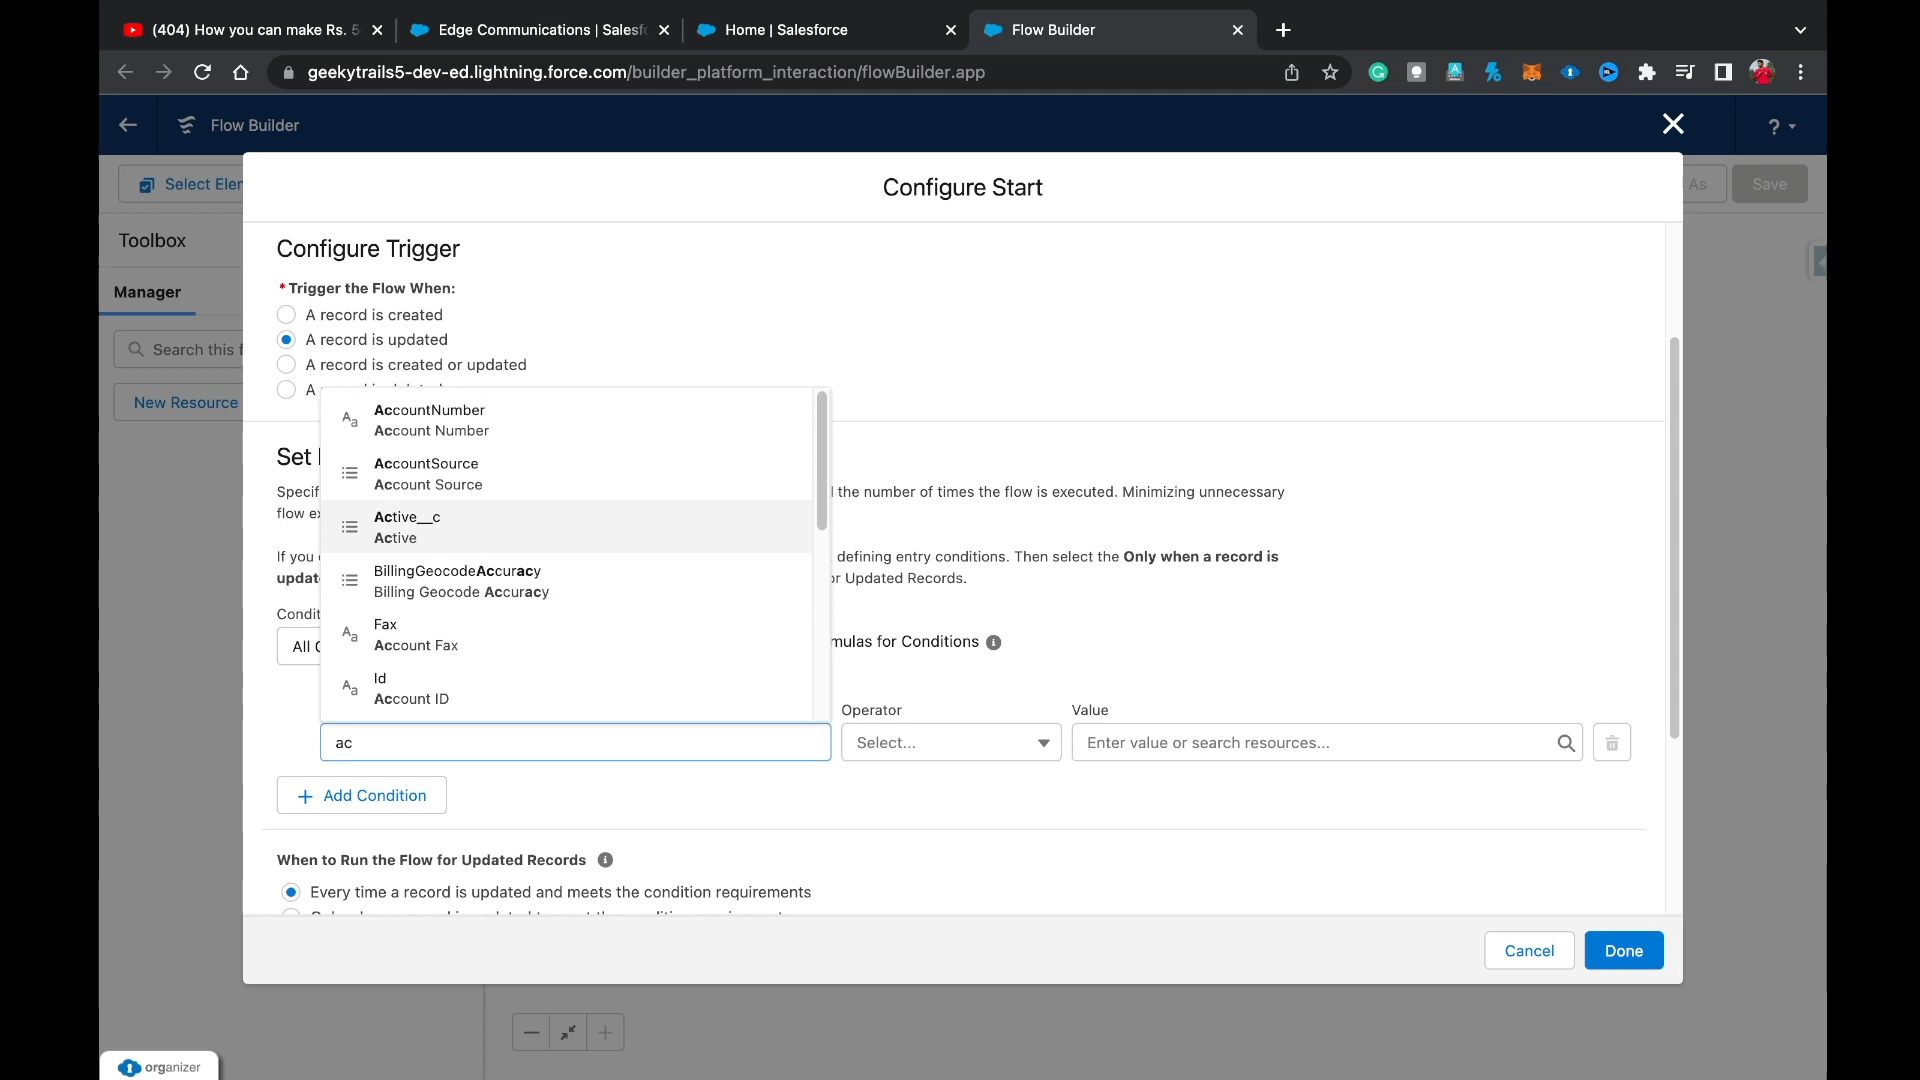 (404) How you can make Rs. 5
Edge Communications | Salesf
Home | Salesforce
Flow Builder
geekytrails5-dev-ed.lightning.force.com/builder_platform_interaction/flowBuilder.app
Flow Builder
?
Select Eler
Configure Start
As
Save
Toolbox
Configure Trigger
Manager
* Trigger the Flow When:
A record is created
A record is updated
A record is created or updated
A
Search this f
New Resource
AccountNumber
Account Number
AccountSource
Account Source
Active__c
Active
BillingGeocodeAccuracy
Billing Geocode Accuracy
Fax
Account Fax
Id
Account ID
Set
Specif
the number of times the flow is executed. Minimizing unnecessary
flow e
If you
defining entry conditions. Then select the Only when a record is
updat
or Updated Records.
Condit
All C
mulas for Conditions
Operator
Value
ac
Select...
Enter value or search resources...
+ Add Condition
When to Run the Flow for Updated Records
Every time a record is updated and meets the condition requirements
Cancel
Done
organizer